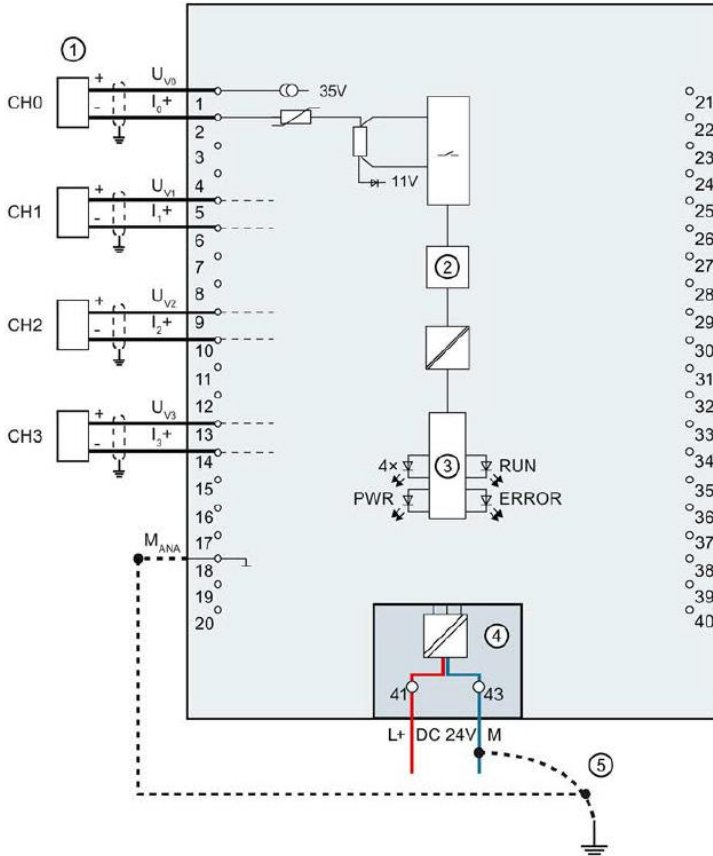 ①
CH0
+
U_V0
-
I_0+
35V
11V
CH1
+
U_V1
-
I_1+
CH2
+
U_V2
-
I_2+
CH3
+
U_V3
-
I_3+
M_ANA
1
2
3
4
5
6
7
8
9
10
11
12
13
14
15
16
17
18
19
20
②
③
4×
RUN
PWR
ERROR
④
41
43
L+ DC 24V M
⑤
21
22
23
24
25
26
27
28
29
30
31
32
33
34
35
36
37
38
39
40